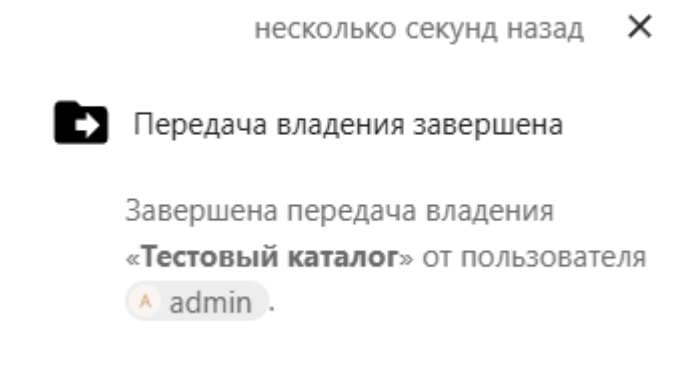 несколько секунд назад
Передача владения завершена
Завершена передача владения
«Тестовый каталог» от пользователя
A admin .